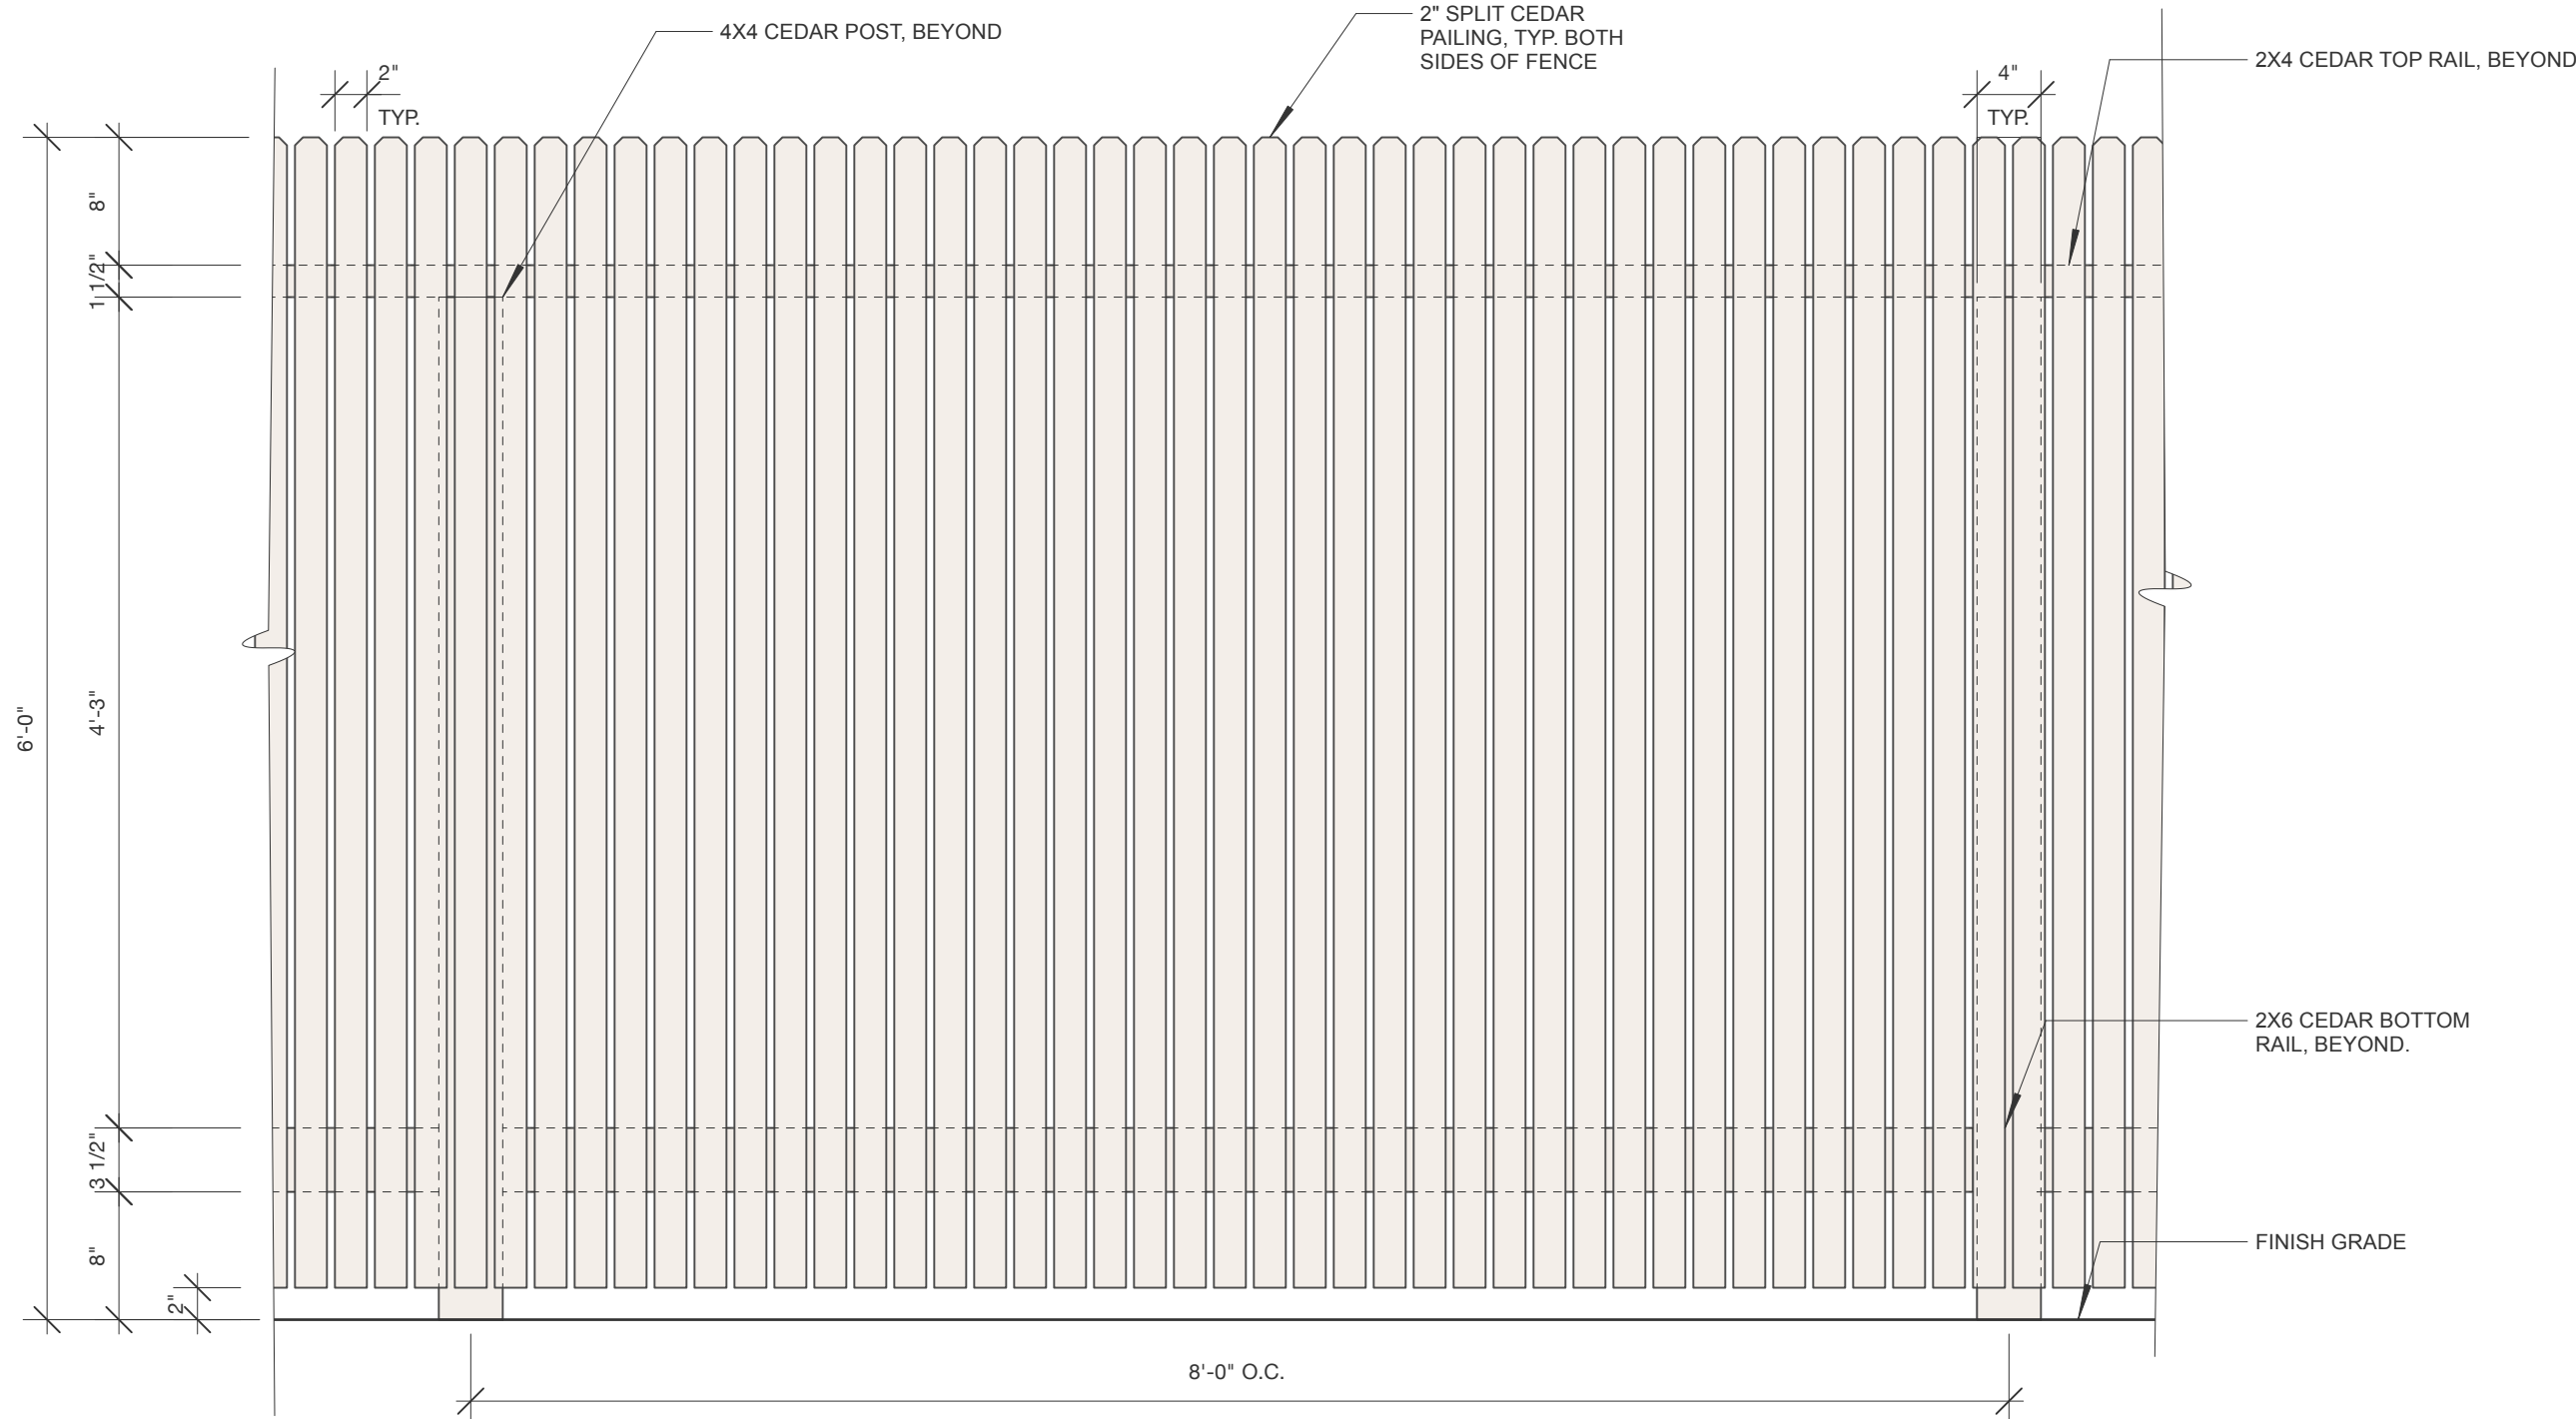 4X4 CEDAR POST, BEYOND
2" SPLIT CEDAR
PAILING, TYP. BOTH
SIDES OF FENCE
2X4 CEDAR TOP RAIL, BEYOND
2"
TYP.
4"
TYP.
8"
1 1/2"
6'-0"
4'-3"
3 1/2"
8"
2"
2X6 CEDAR BOTTOM
RAIL, BEYOND.
FINISH GRADE
8'-0" O.C.